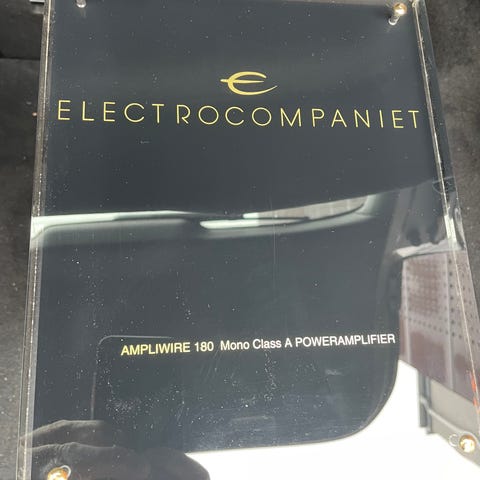 ELECTROCOMPANIET
AMPLIWIRE 180 Mono Class A POWERAMPLIFIER